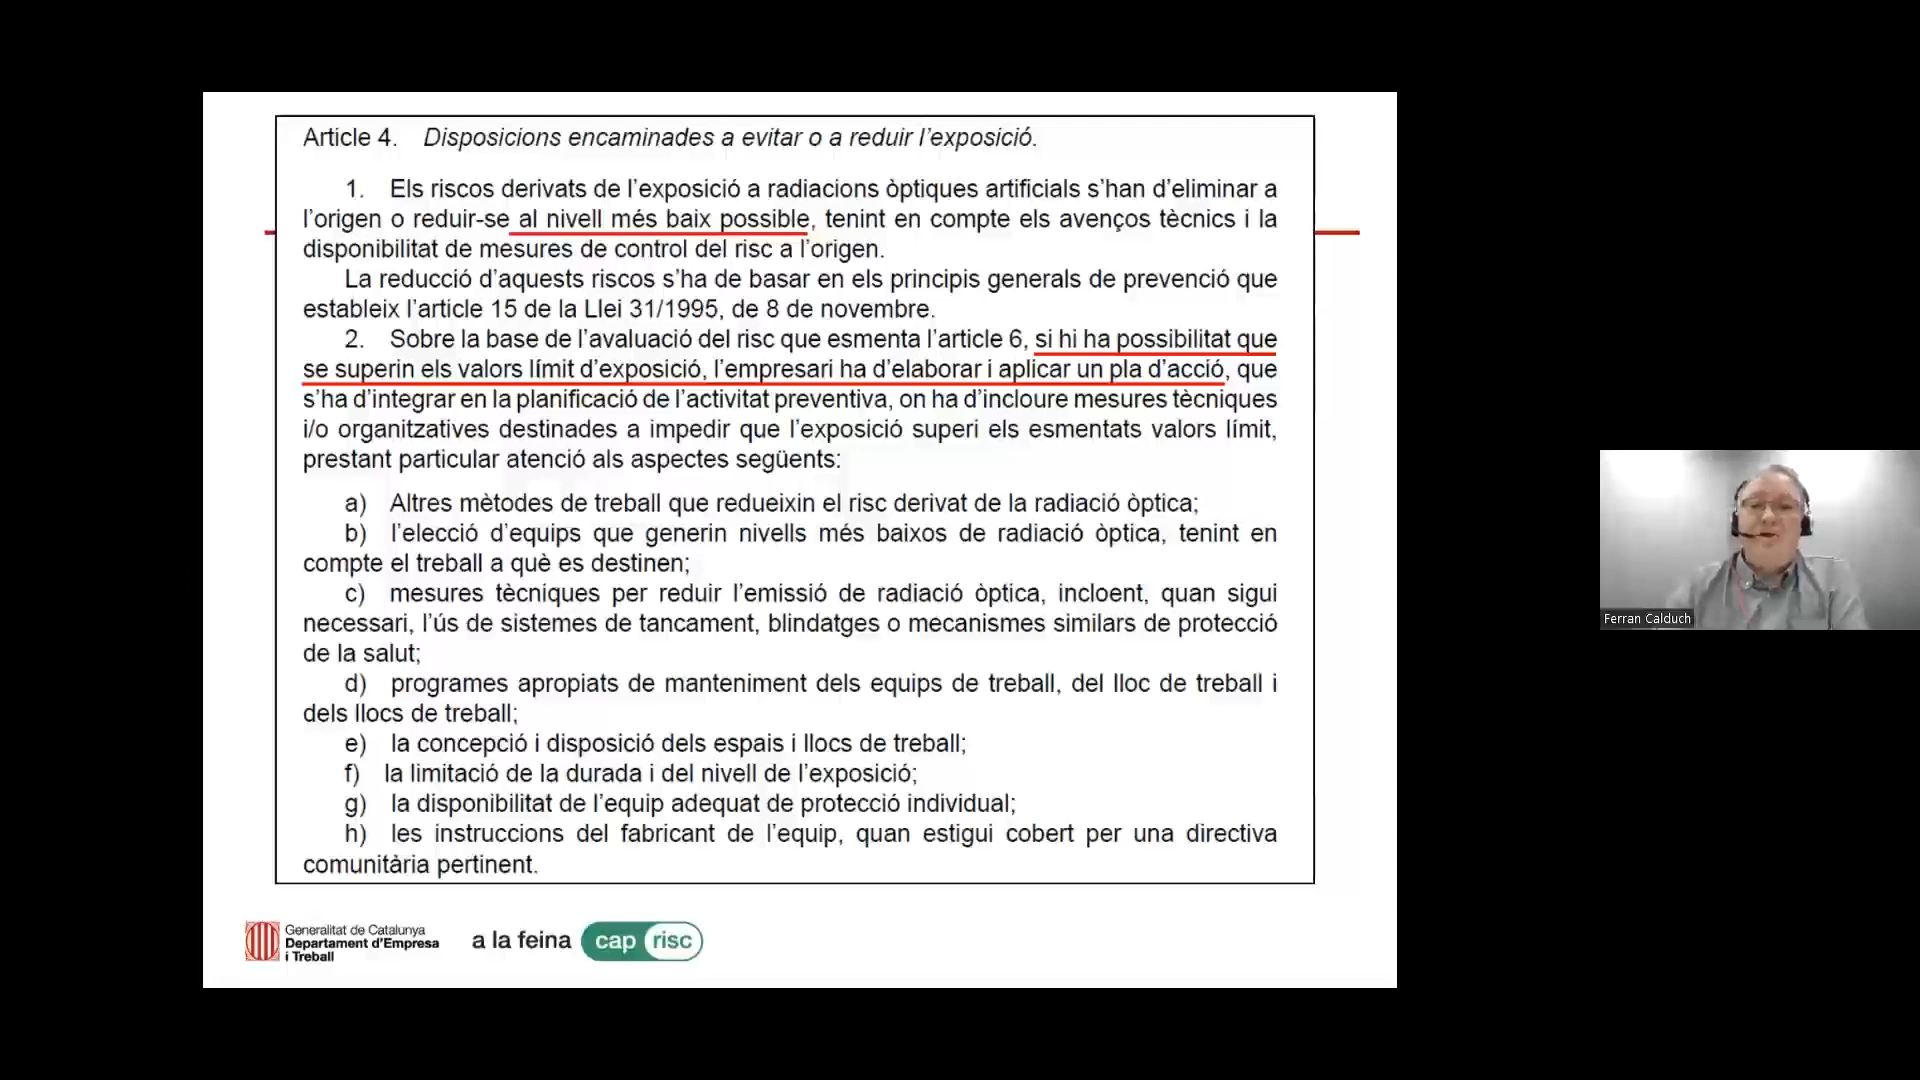 Article 4. Disposicions encaminades a evitar o a reduir l’exposició.
1. Els riscos derivats de l’exposició a radiacions òptiques artificials s’han d’eliminar a
l’origen o reduir-se al nivell més baix possible, tenint en compte els avenços tècnics i la
disponibilitat de mesures de control del risc a l’origen.
La reducció d’aquests riscos s’ha de basar en els principis generals de prevenció que
estableix l’article 15 de la Llei 31/1995, de 8 de novembre.
2. Sobre la base de l’avaluació del risc que esmenta l’article 6, si hi ha possibilitat que
se superin els valors límit d’exposició, l’empresari ha d’elaborar i aplicar un pla d’acció, que
s’ha d’integrar en la planificació de l’activitat preventiva, on ha d’incloure mesures tècniques
i/o organitzatives destinades a impedir que l’exposició superi els esmentats valors límit,
prestant particular atenció als aspectes següents:
a) Altres mètodes de treball que redueixin el risc derivat de la radiació òptica;
b) l’elecció d’equips que generin nivells més baixos de radiació òptica, tenint en
compte el treball a què es destinen;
c) mesures tècniques per reduir l’emissió de radiació òptica, incloent, quan sigui
necessari, l’ús de sistemes de tancament, blindatges o mecanismes similars de protecció
de la salut;
d) programes apropiats de manteniment dels equips de treball, del lloc de treball i
dels llocs de treball;
e) la concepció i disposició dels espais i llocs de treball;
f) la limitació de la durada i del nivell de l’exposició;
g) la disponibilitat de l’equip adequat de protecció individual;
h) les instruccions del fabricant de l’equip, quan estigui cobert per una directiva
comunitària pertinent.
Generalitat de Catalunya
Departament d’Empresa
i Treball
a la feina cap risc
Ferran Calduch